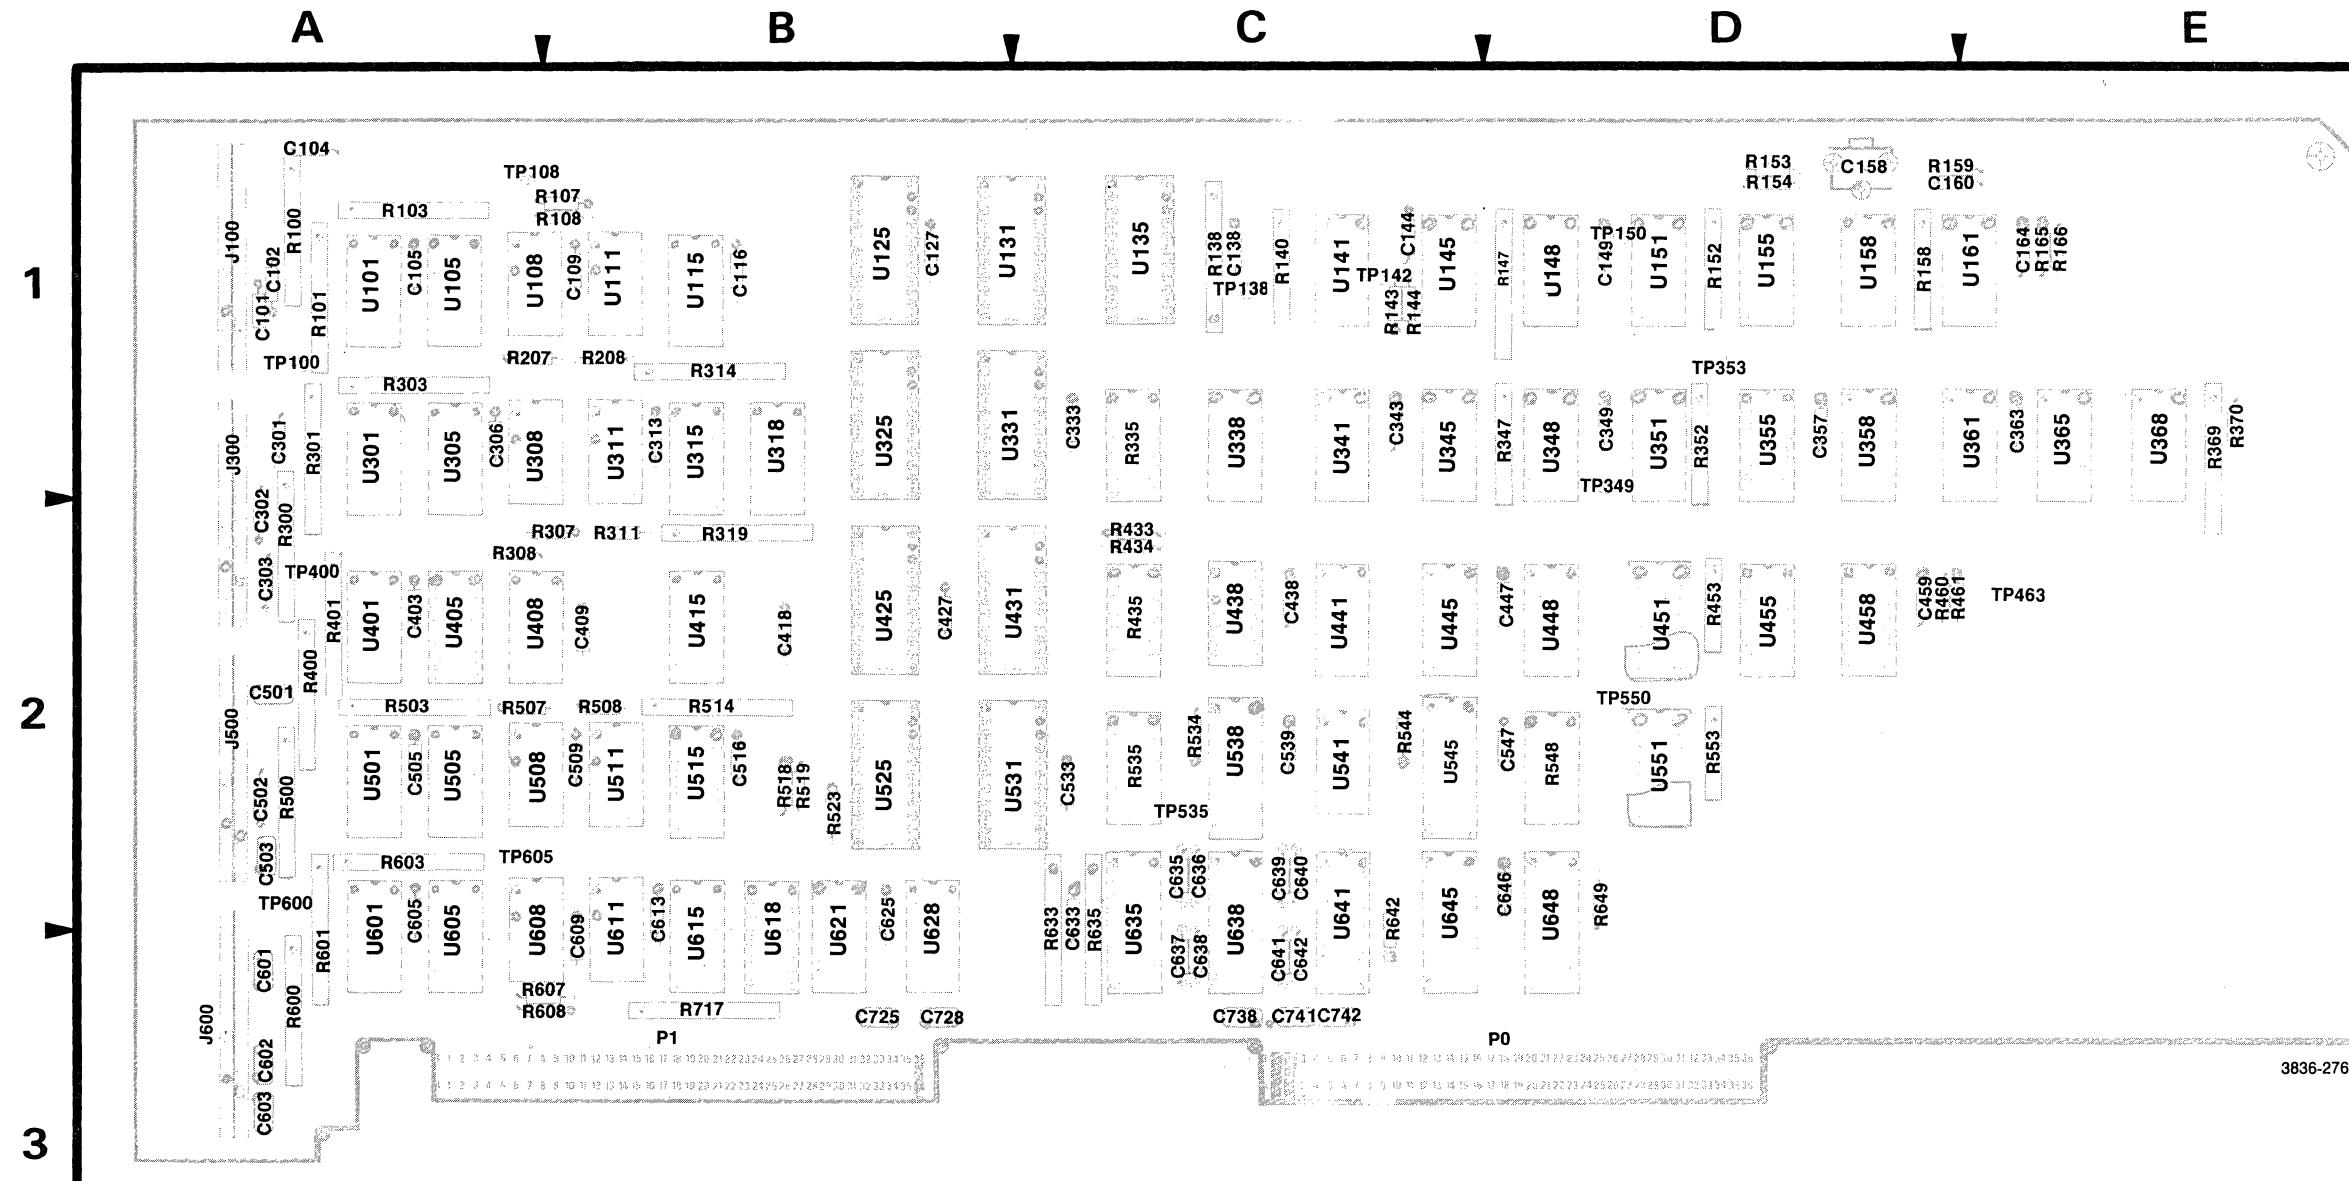 A B C D E
C104
TP108
R153 C158 R159
R154 C160
R107
R103
R108
J100 R100 C102 C101 R101 U101 C105 U105 U108 C109 U111 U115 C116 U125 C127 U131 U135 R138 C138 R140 U141 C144 U145 R147 U148 C149 TP150 U151 R152 U155 U158 R158 U161 C164 R165 R166
1
TP138 TP142 R143 R144
TP100 R207 R208 R314 TP353
R303
J300 C301 R301 U301 U305 C306 U308 U311 C313 U315 U318 U325 U331 C333 R335 U338 U341 C343 U345 R347 U348 C349 U351 R352 U355 C357 U358 U361 C363 U365 U368 R369 R370
TP349
C302 R300 R307 R311 R319 R433
R434
R308
C303 TP400 R401 U401 C403 U405 U408 C409 U415 C418 U425 C427 U431 R435 U438 C438 U441 U445 C447 U448 U451 R453 U455 U458 C459 R460 R461 TP463
R400
C501 R503 R507 R508 R514 TP550
2
J500 U501 C505 U505 U508 C509 U511 U515 C516 R518 R519 R523 U525 U531 C533 R535 R534 U538 C539 U541 R544 U545 C547 R548 U551 R553
C502 R500 TP535
C503 R603 TP605
C635 C636 C639 C640
TP600 R601 U601 C605 U605 U608 C609 U611 C613 U615 U618 U621 C625 U628 R633 C633 R635 U635 U638 U641 R642 U645 C646 U648 R649
C637 C638 C641 C642
C601 R600 R607
R608 R717 C725 C728 C738 C741 C742
J600 P1 P0
C602
3836-276
C603
3